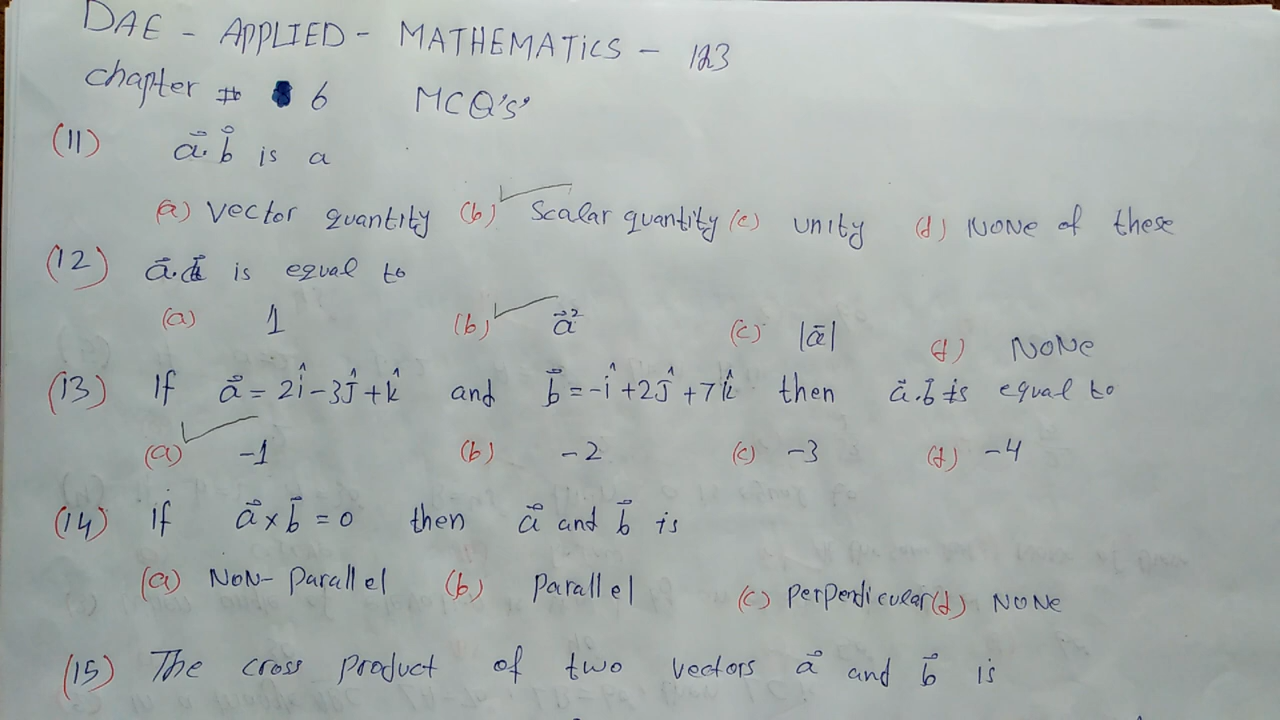 DAE - APPLIED - MATHEMATICS - 123
chapter # 6 MCQ'S'
(11) a⃗.b⃗ is a
(a) Vector quantity (b) Scalar quantity (c) unity (d) NONE of these
(12) a⃗.a⃗ is equal to
(a) 1 (b) a⃗² (c) |a⃗| (d) NONE
(13) If a⃗ = 2î - 3ĵ + k̂ and b⃗ = -î + 2ĵ + 7k̂ then a⃗.b⃗ is equal to
(a) -1 (b) -2 (c) -3 (d) -4
(14) if a⃗ × b⃗ = 0 then a⃗ and b⃗ is
(a) NON- Parallel (b) Parallel (c) perpendicular (d) NONE
(15) The cross product of two vectors a⃗ and b⃗ is